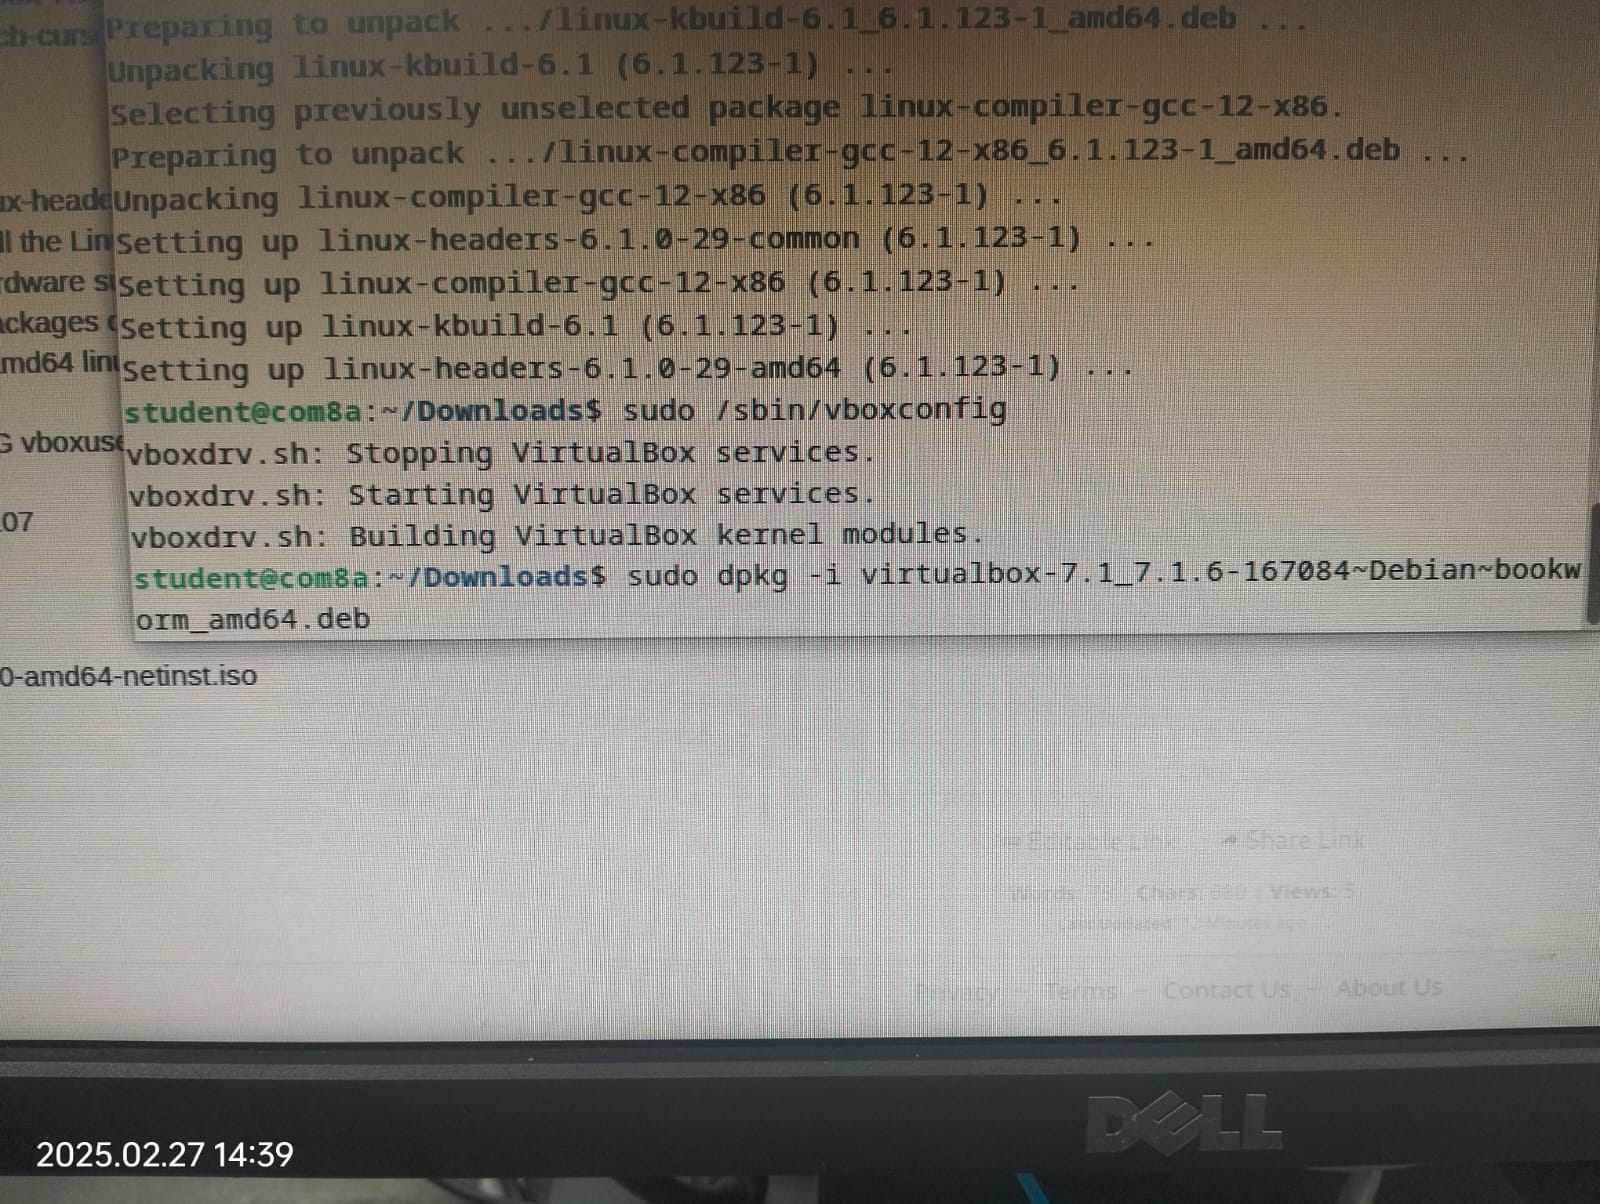 Preparing to unpack .../linux-kbuild-6.1_6.1.123-1_amd64.deb ...
Unpacking linux-kbuild-6.1 (6.1.123-1) ...
Selecting previously unselected package linux-compiler-gcc-12-x86.
Preparing to unpack .../linux-compiler-gcc-12-x86_6.1.123-1_amd64.deb ...
Unpacking linux-compiler-gcc-12-x86 (6.1.123-1) ...
Setting up linux-headers-6.1.0-29-common (6.1.123-1) ...
Setting up linux-compiler-gcc-12-x86 (6.1.123-1) ...
Setting up linux-kbuild-6.1 (6.1.123-1) ...
Setting up linux-headers-6.1.0-29-amd64 (6.1.123-1) ...
student@com8a:~/Downloads$ sudo /sbin/vboxconfig
vboxdrv.sh: Stopping VirtualBox services.
vboxdrv.sh: Starting VirtualBox services.
vboxdrv.sh: Building VirtualBox kernel modules.
student@com8a:~/Downloads$ sudo dpkg -i virtualbox-7.1_7.1.6-167084~Debian~bookw
orm_amd64.deb
ux-heade
ll the Lin
rdware s
ackages
md64 lin
G vboxuse
07
0-amd64-netinst.iso
Editable Link Share Link
Words: Chars: Views: 5
Last Updated: 12 Minutes ago
Privacy – Terms – Contact Us – About Us
DELL
2025.02.27 14:39